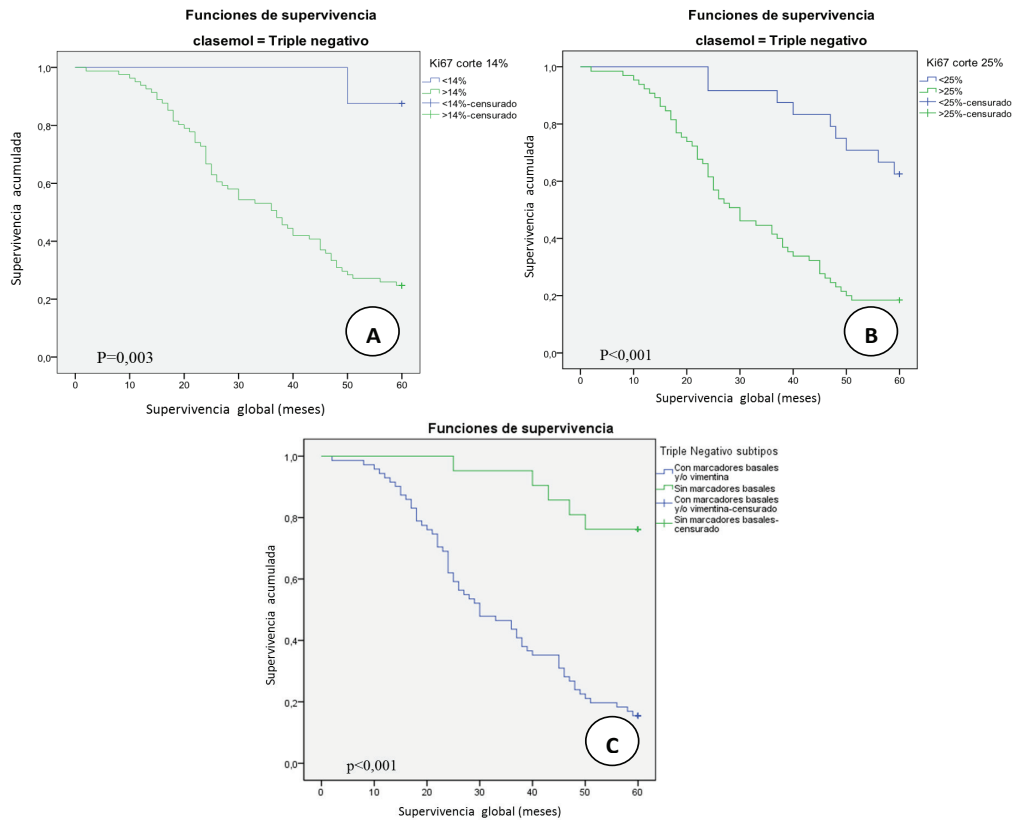 Funciones de supervivencia
clasemol = Triple negativo
Ki67 corte 14%
<14%
>14%
<14%-censurado
>14%-censurado
Supervivencia acumulada
1,0
0,8
0,6
0,4
0,2
0,0
A
P=0,003
0 10 20 30 40 50 60
Supervivencia global (meses)
Funciones de supervivencia
clasemol = Triple negativo
Ki67 corte 25%
<25%
>25%
<25%-censurado
>25%-censurado
Supervivencia acumulada
1,0
0,8
0,6
0,4
0,2
0,0
B
P<0,001
0 10 20 30 40 50 60
Supervivencia global (meses)
Funciones de supervivencia
Triple Negativo subtipos
Con marcadores basales
y/o vimentina
Sin marcadores basales
Con marcadores basales
y/o vimentina-censurado
Sin marcadores basales-
censurado
Supervivencia acumulada
1,0
0,8
0,6
0,4
0,2
0,0
C
p<0,001
0 10 20 30 40 50 60
Supervivencia global (meses)